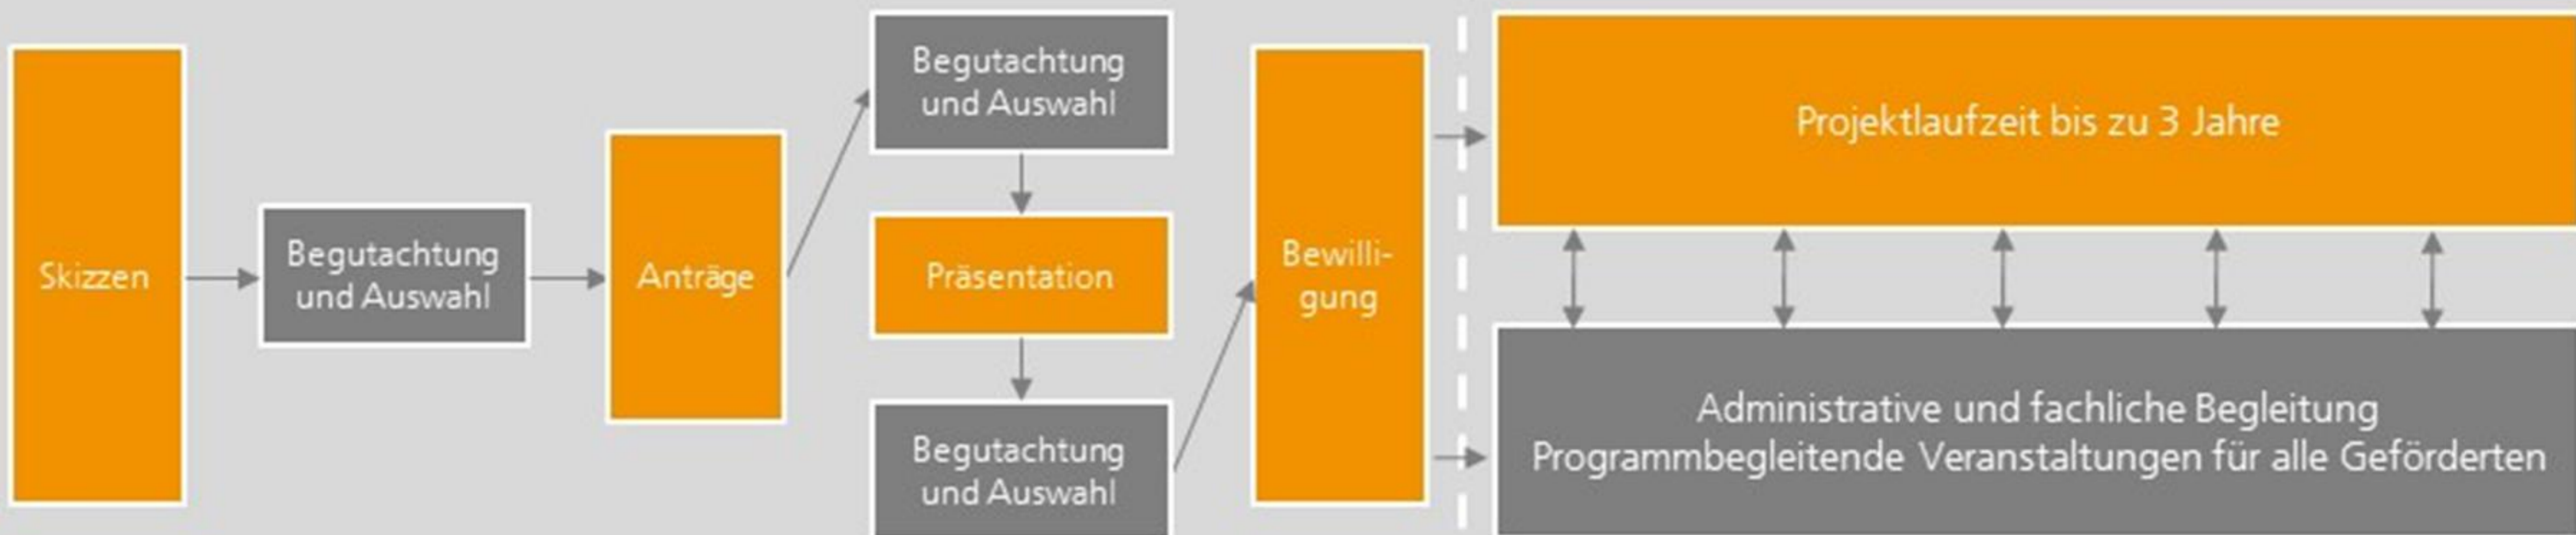 Skizzen
Begutachtung
und Auswahl
Anträge
Begutachtung
und Auswahl
Präsentation
Begutachtung
und Auswahl
Bewilli-
gung
Projektlaufzeit bis zu 3 Jahre
Administrative und fachliche Begleitung
Programmbegleitende Veranstaltungen für alle Geförderten